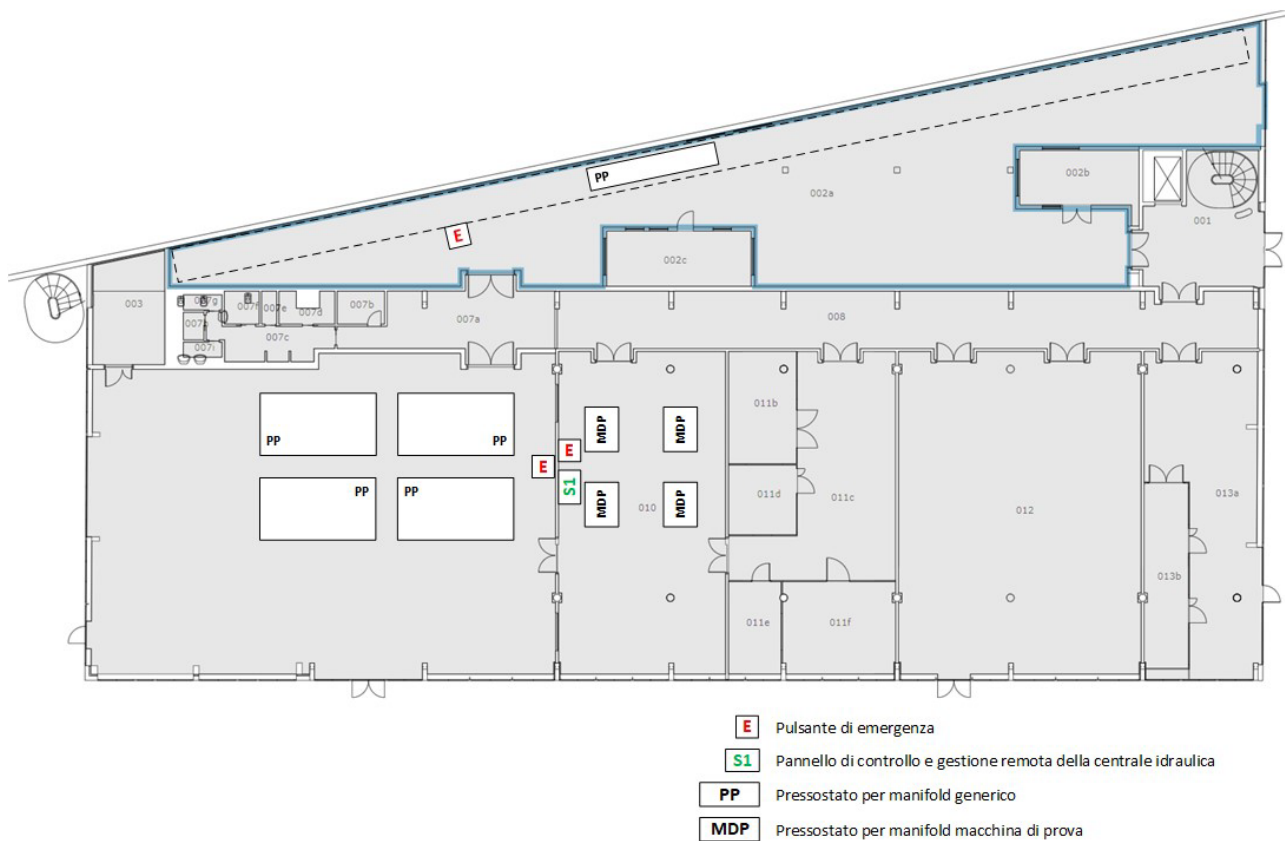 002b
PP
002a
001
E
002c
003
007g
007f
007e
007d
007b
007a
008
007h
007c
007i
PP
PP
MDP
MDP
011b
E
E
S1
PP
PP
MDP
MDP
010
011d
011c
012
013a
013b
011e
011f
E Pulsante di emergenza
S1 Pannello di controllo e gestione remota della centrale idraulica
PP Pressostato per manifold generico
MDP Pressostato per manifold macchina di prova